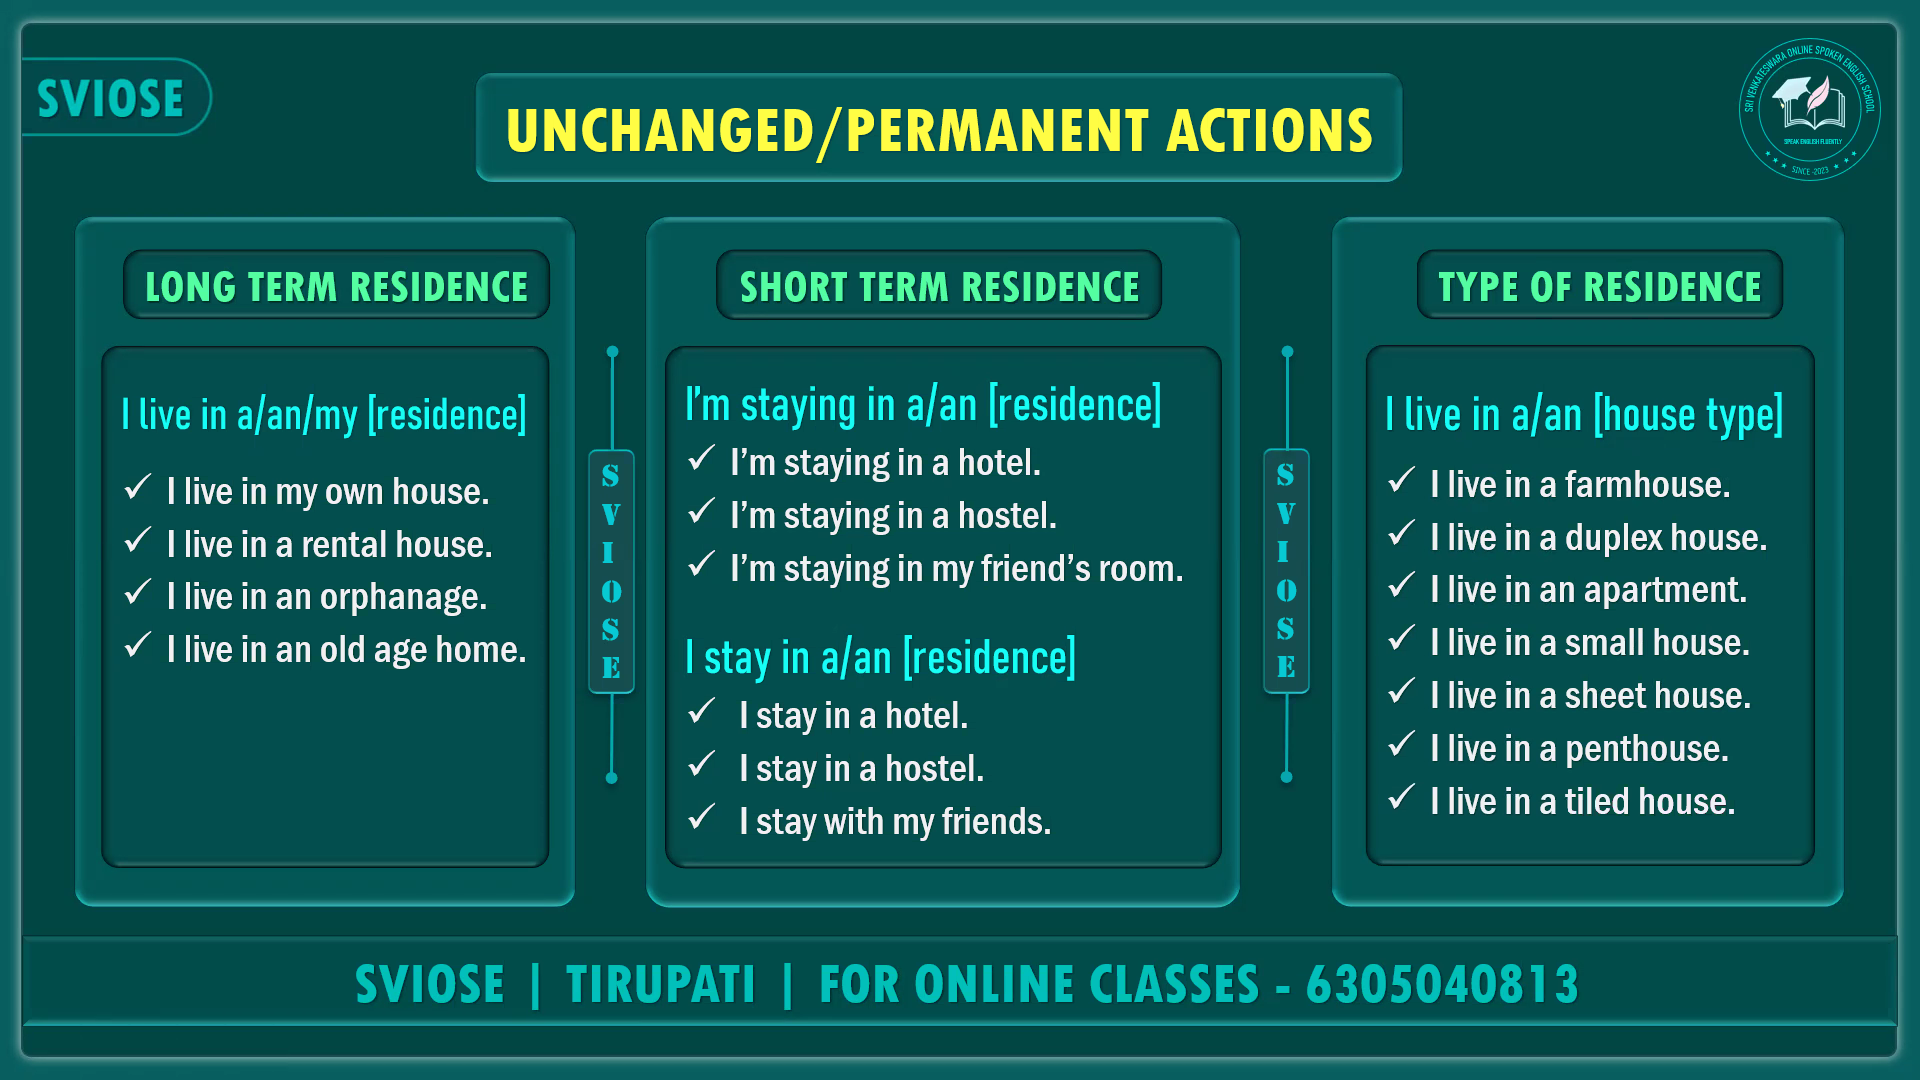 SVIOSE
UNCHANGED/PERMANENT ACTIONS
SRI VENKATESWARA ONLINE SPOKEN ENGLISH SCHOOL
SPEAK ENGLISH FLUENTLY
SINCE -2023
LONG TERM RESIDENCE
I live in a/an/my [residence]
✓ I live in my own house.
✓ I live in a rental house.
✓ I live in an orphanage.
✓ I live in an old age home.
SVIOSE
SHORT TERM RESIDENCE
I'm staying in a/an [residence]
✓ I'm staying in a hotel.
✓ I'm staying in a hostel.
✓ I'm staying in my friend's room.
I stay in a/an [residence]
✓ I stay in a hotel.
✓ I stay in a hostel.
✓ I stay with my friends.
SVIOSE
TYPE OF RESIDENCE
I live in a/an [house type]
✓ I live in a farmhouse.
✓ I live in a duplex house.
✓ I live in an apartment.
✓ I live in a small house.
✓ I live in a sheet house.
✓ I live in a penthouse.
✓ I live in a tiled house.
SVIOSE | TIRUPATI | FOR ONLINE CLASSES - 6305040813